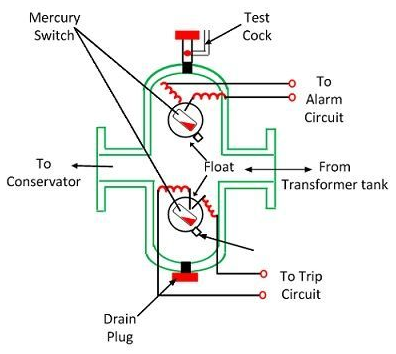 Mercury
Switch
Test
Cock
To
Alarm
Circuit
To
Conservator
Float
From
Transformer tank
To Trip
Circuit
Drain
Plug